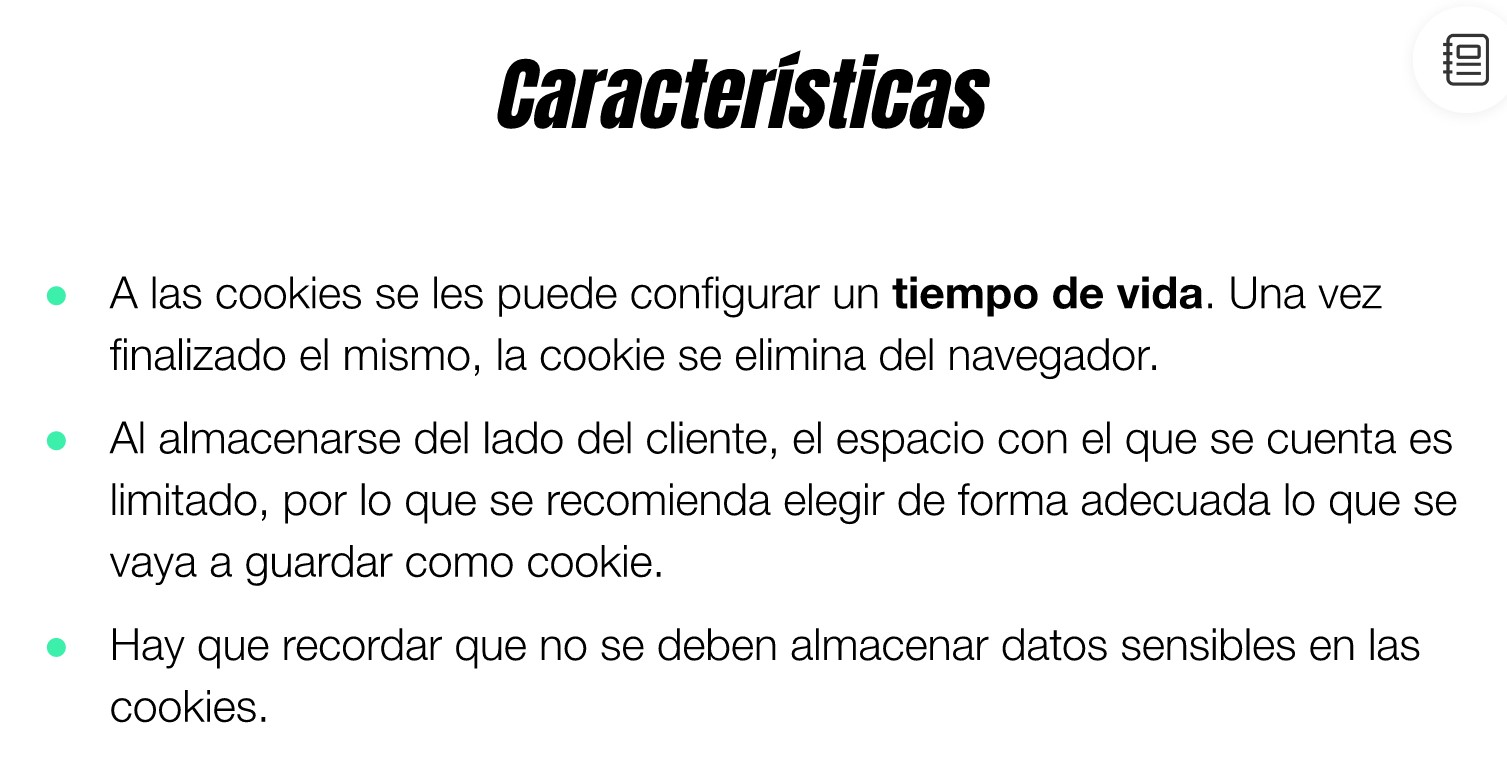 Características
A las cookies se les puede configurar un tiempo de vida. Una vez
finalizado el mismo, la cookie se elimina del navegador.
Al almacenarse del lado del cliente, el espacio con el que se cuenta es
limitado, por lo que se recomienda elegir de forma adecuada lo que se
vaya a guardar como cookie.
Hay que recordar que no se deben almacenar datos sensibles en las
cookies.